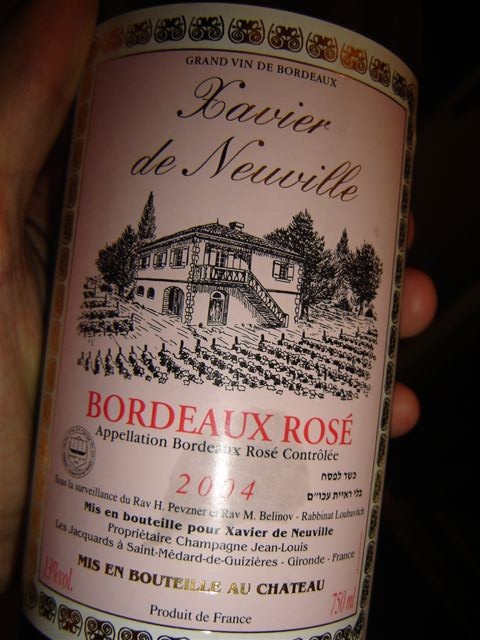 GRAND VIN DE BORDEAUX
Xavier
de Neuville
BORDEAUX ROSÉ
Appellation Bordeaux Rosé Contrôlée
2004
כשר לפסח
בלי ראיית עכו״ם
Sous la surveillance du Rav H. Pevzner et Rav M. Belinov - Rabbinat Loubavitch
Mis en bouteille pour Xavier de Neuville
Propriétaire Champagne Jean-Louis
Les Jacquards à Saint-Médard-de-Guizières - Gironde - France
13%vol.
MIS EN BOUTEILLE AU CHATEAU
750 ml
Produit de France